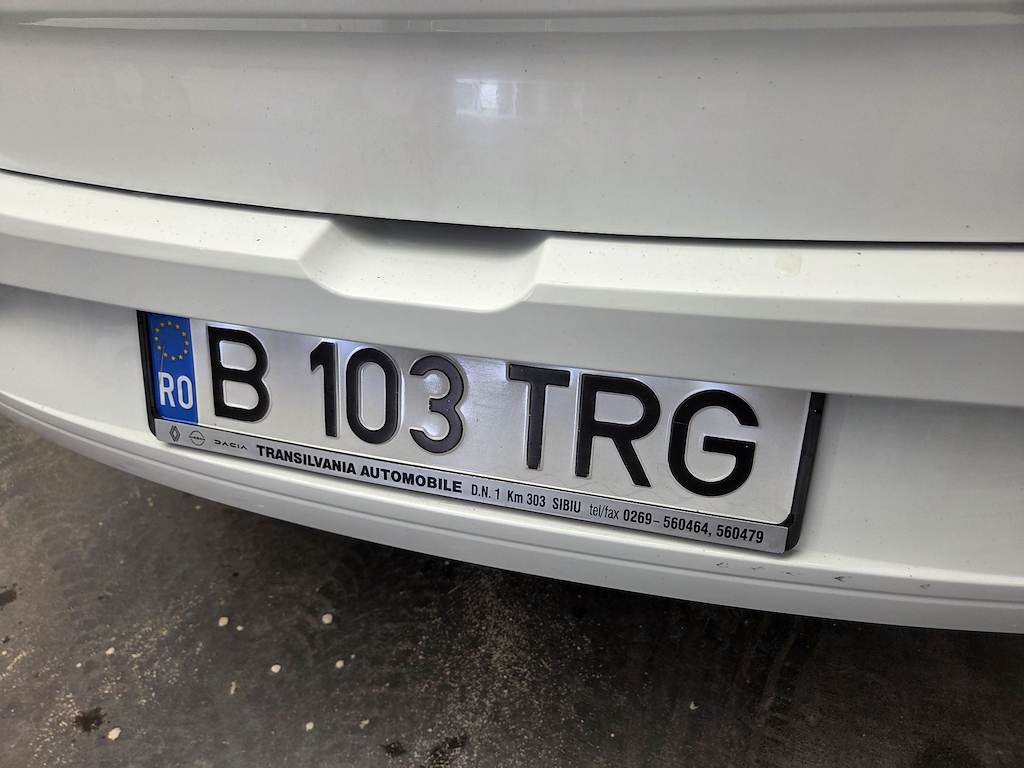 RO B 103 TRG
DACIA TRANSILVANIA AUTOMOBILE D.N. 1 Km 303 SIBIU tel/fax 0269-560464, 560479